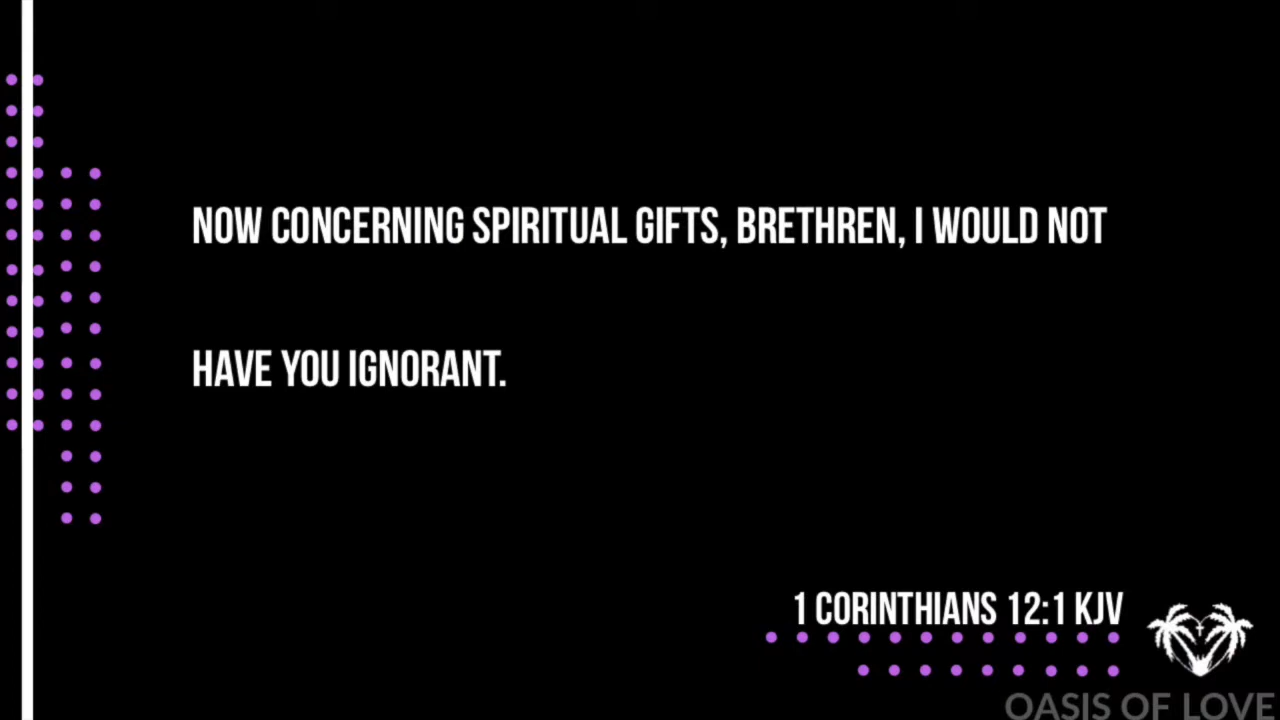 NOW CONCERNING SPIRITUAL GIFTS, BRETHREN, I WOULD NOT
HAVE YOU IGNORANT.
1 CORINTHIANS 12:1 KJV
OASIS OF LOVE